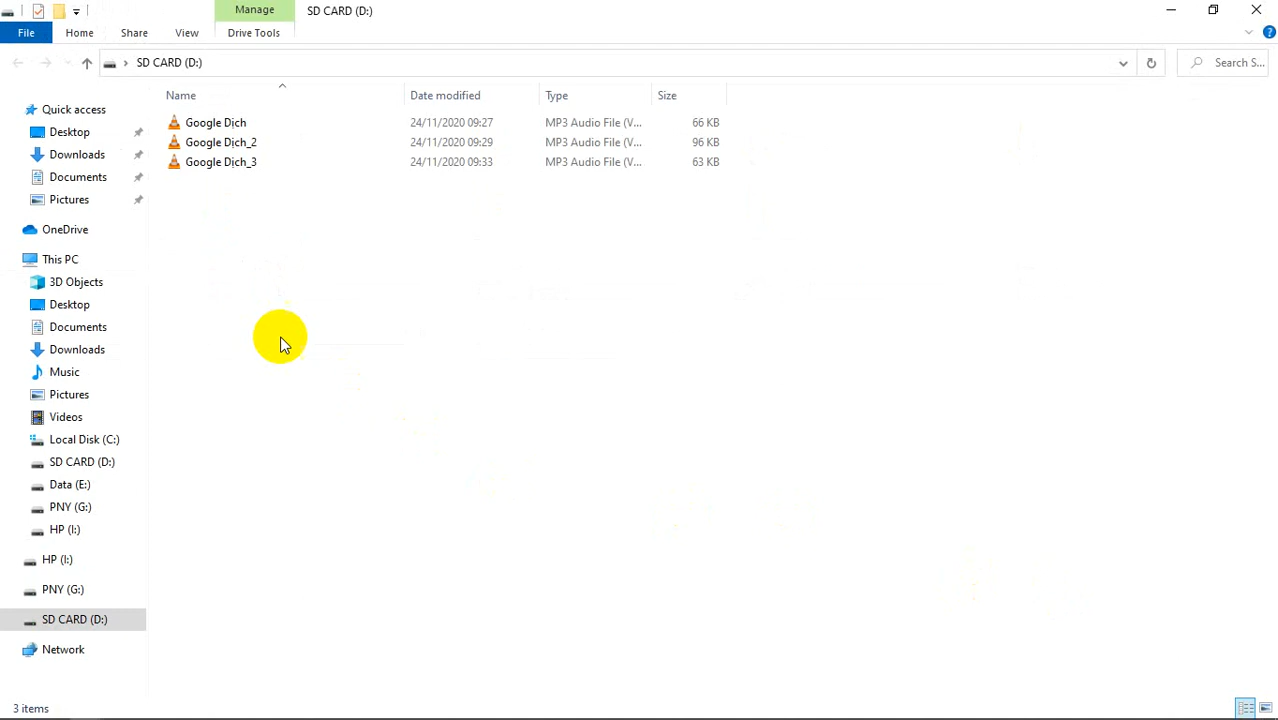 Manage
SD CARD (D:)
File
Home
Share
View
Drive Tools
SD CARD (D:)
Search S...
Name
Date modified
Type
Size
Google Dịch
24/11/2020 09:27
MP3 Audio File (V...
66 KB
Google Dịch_2
24/11/2020 09:29
MP3 Audio File (V...
96 KB
Google Dịch_3
24/11/2020 09:33
MP3 Audio File (V...
63 KB
Quick access
Desktop
Downloads
Documents
Pictures
OneDrive
This PC
3D Objects
Desktop
Documents
Downloads
Music
Pictures
Videos
Local Disk (C:)
SD CARD (D:)
Data (E:)
PNY (G:)
HP (I:)
HP (I:)
PNY (G:)
SD CARD (D:)
Network
3 items